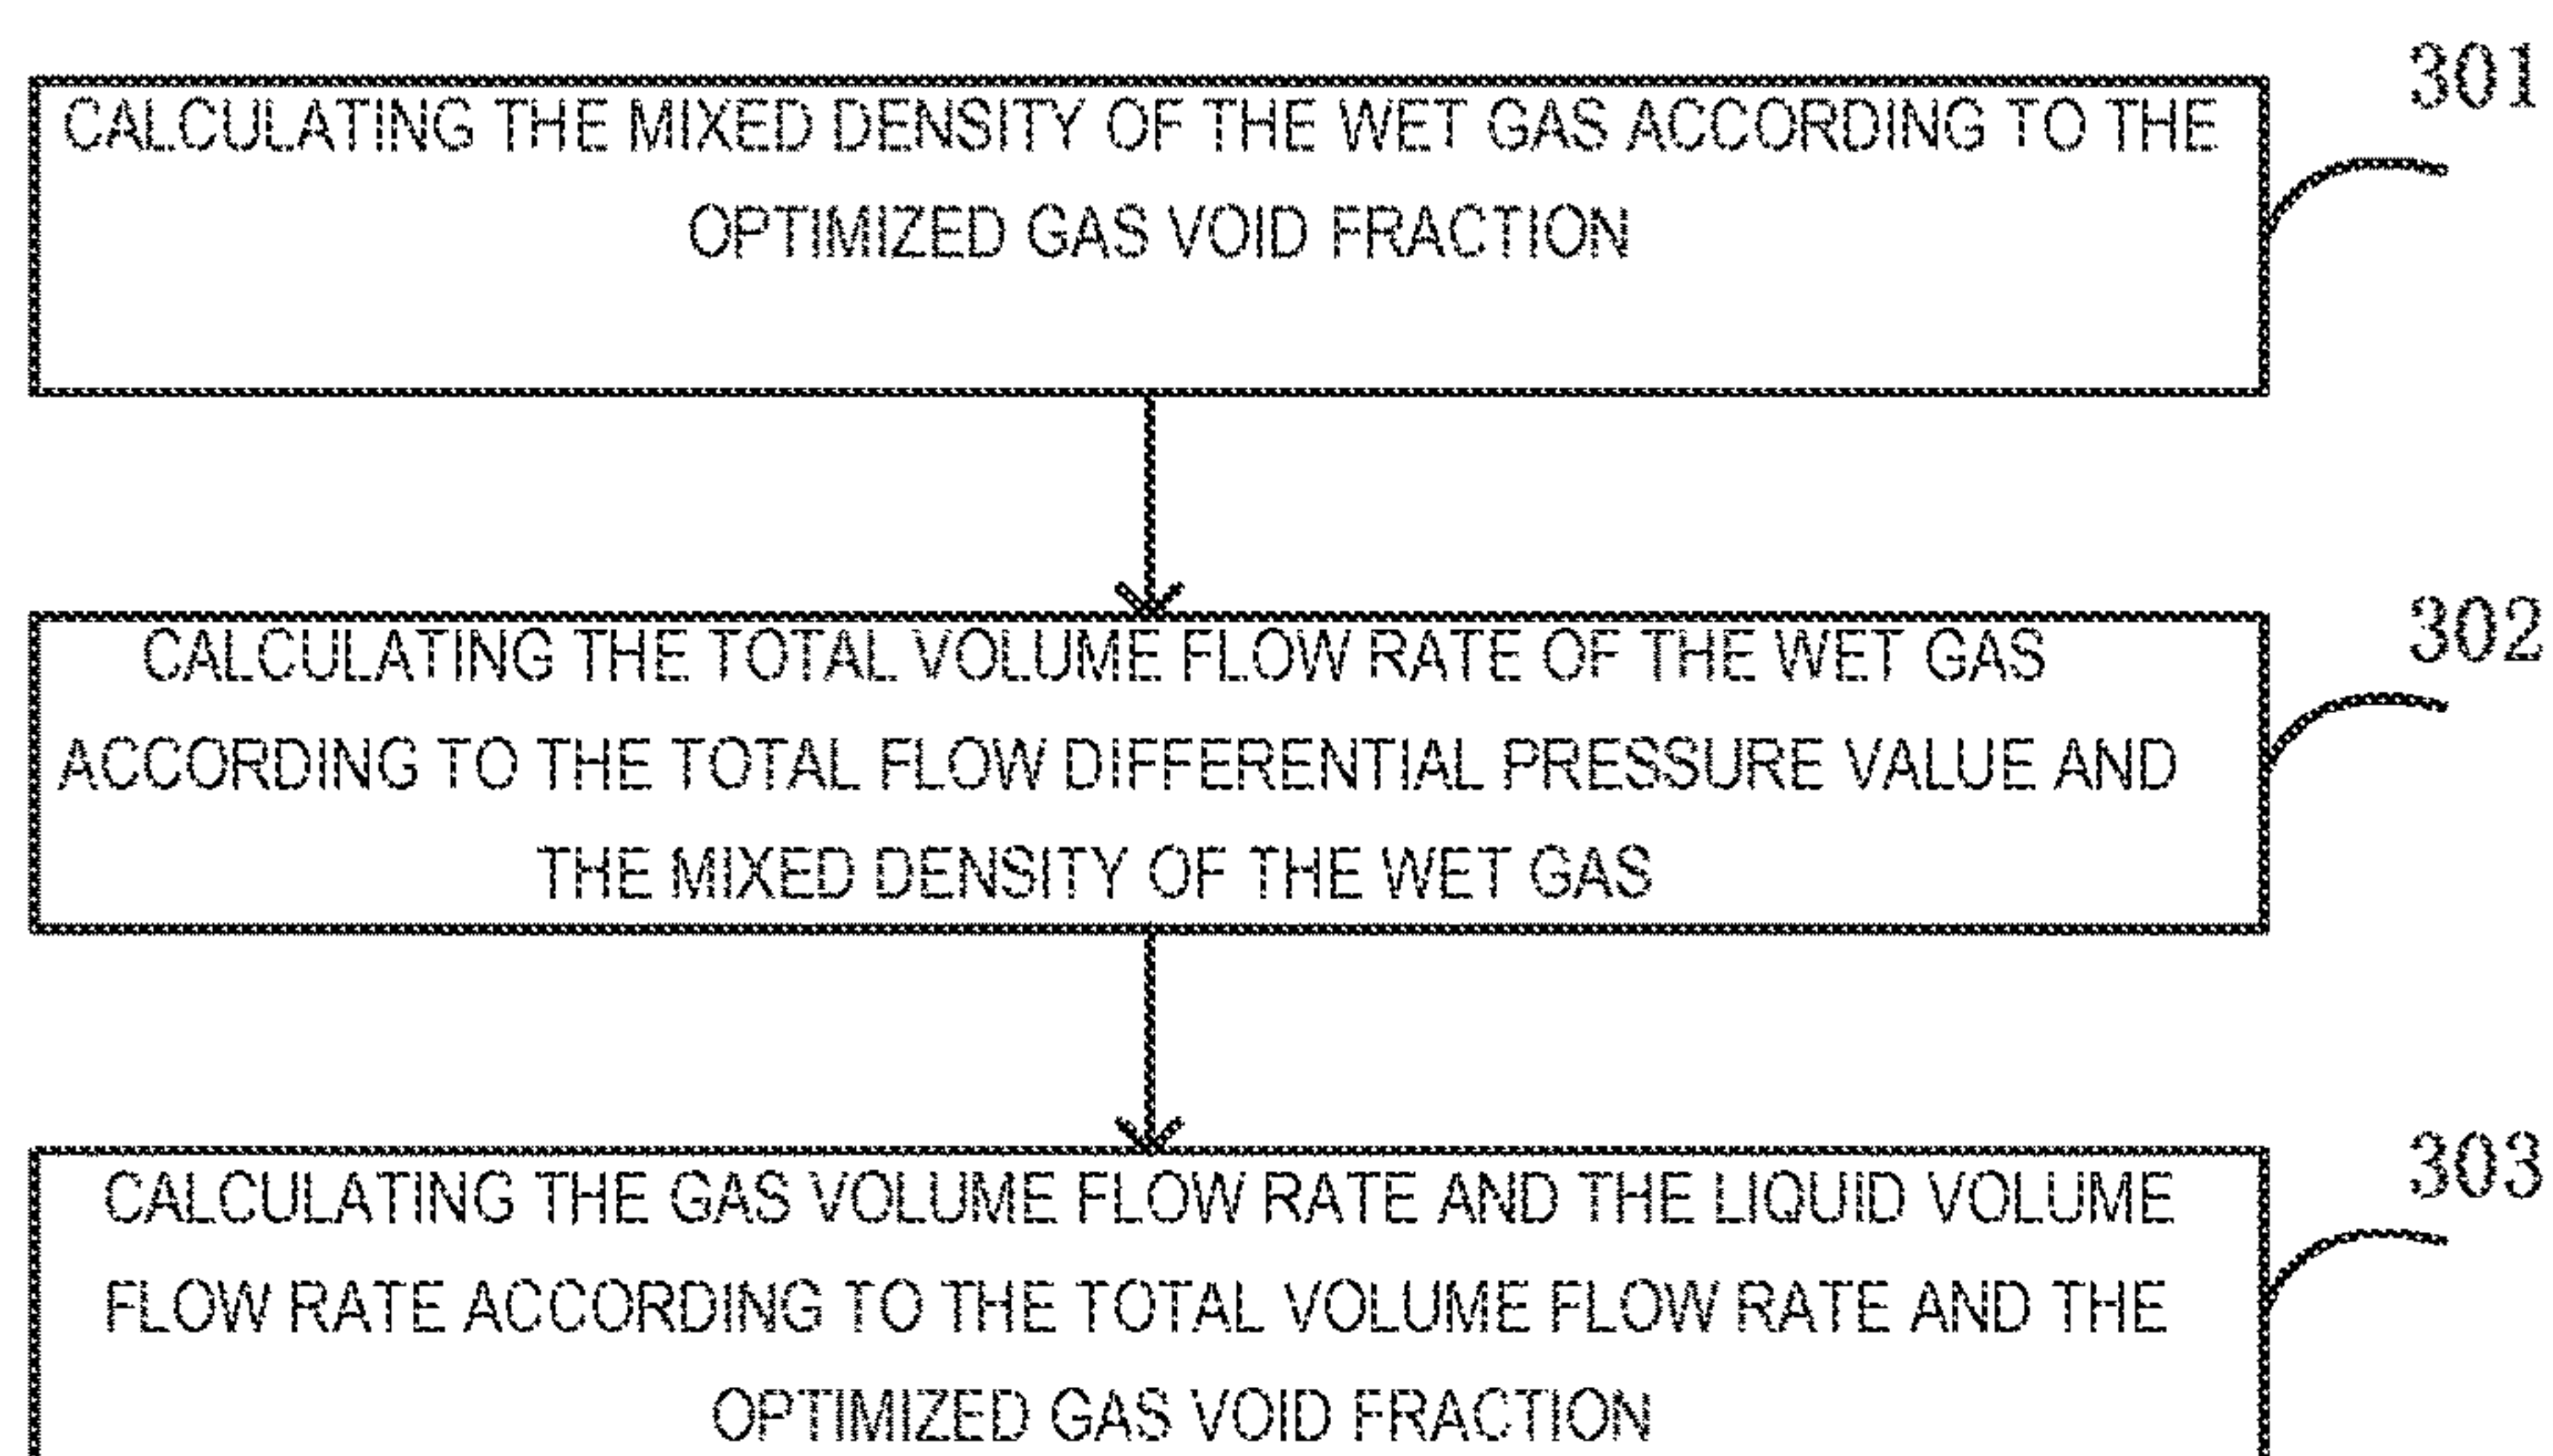 301
CALCULATING THE MIXED DENSITY OF THE WET GAS ACCORDING TO THE
OPTIMIZED GAS VOID FRACTION
302
CALCULATING THE TOTAL VOLUME FLOW RATE OF THE WET GAS
ACCORDING TO THE TOTAL FLOW DIFFERENTIAL PRESSURE VALUE AND
THE MIXED DENSITY OF THE WET GAS
303
CALCULATING THE GAS VOLUME FLOW RATE AND THE LIQUID VOLUME
FLOW RATE ACCORDING TO THE TOTAL VOLUME FLOW RATE AND THE
OPTIMIZED GAS VOID FRACTION